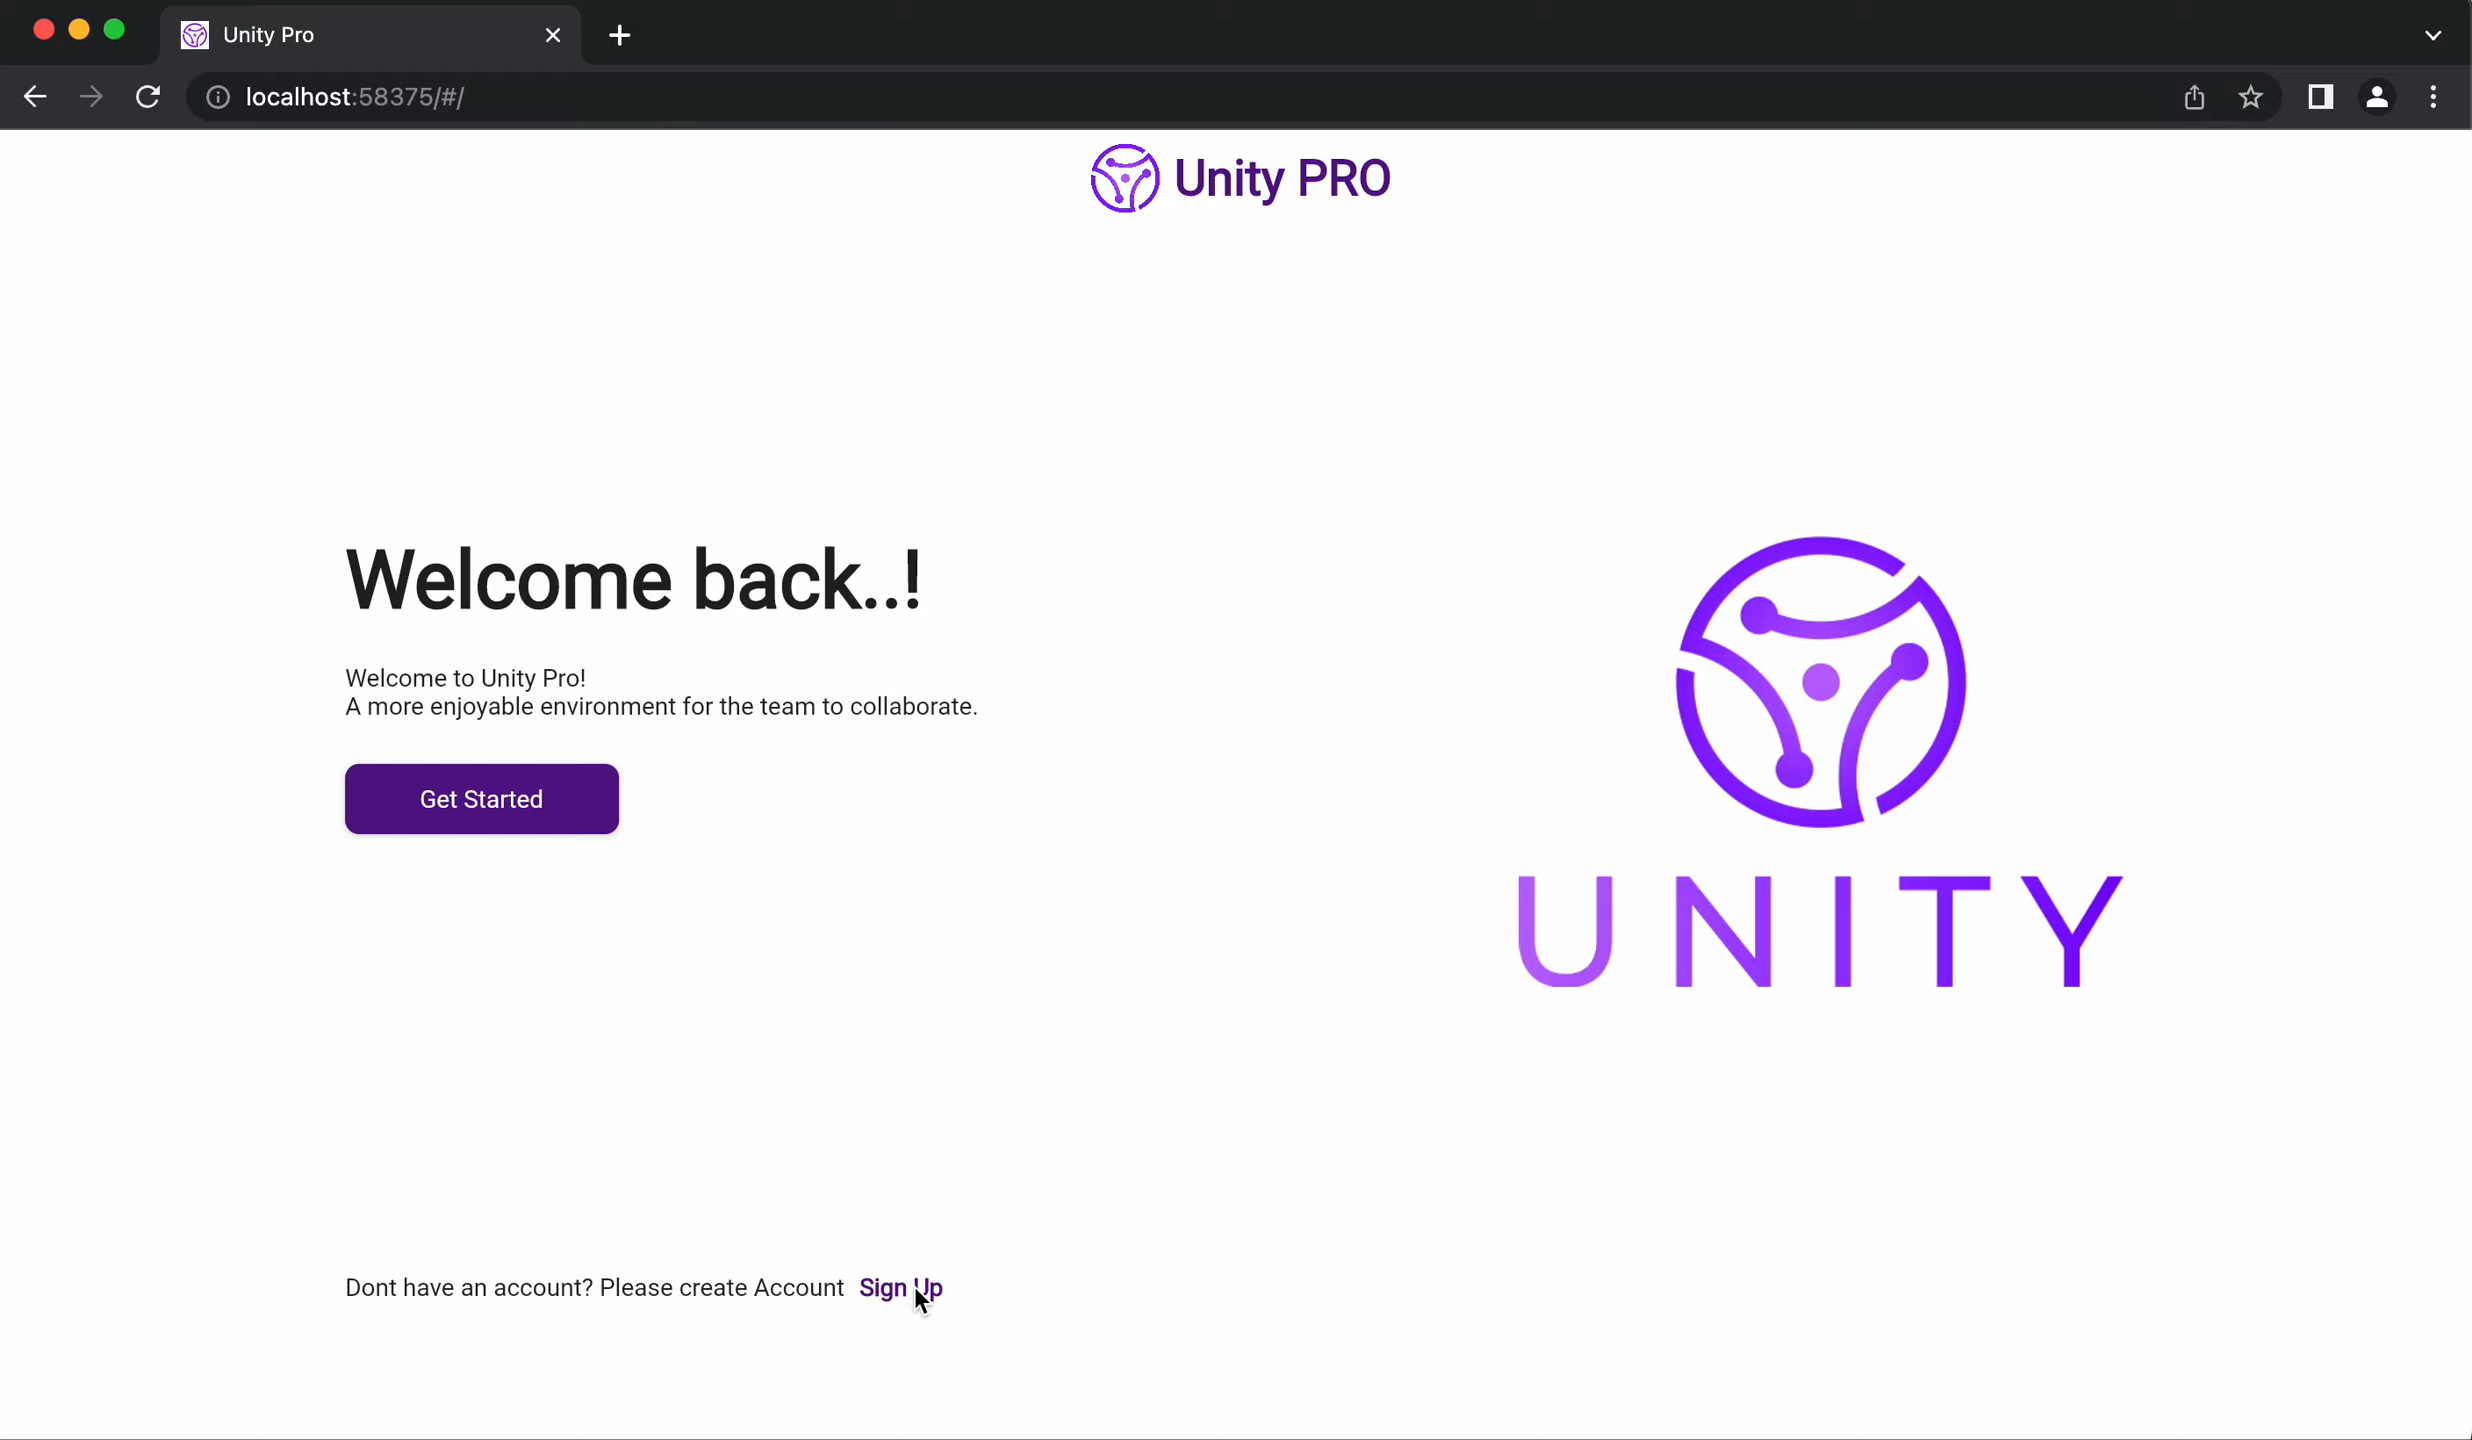 Unity Pro
localhost:58375/#/
Unity PRO
Welcome back..!
Welcome to Unity Pro!
A more enjoyable environment for the team to collaborate.
Get Started
UNITY
Dont have an account? Please create Account Sign Up